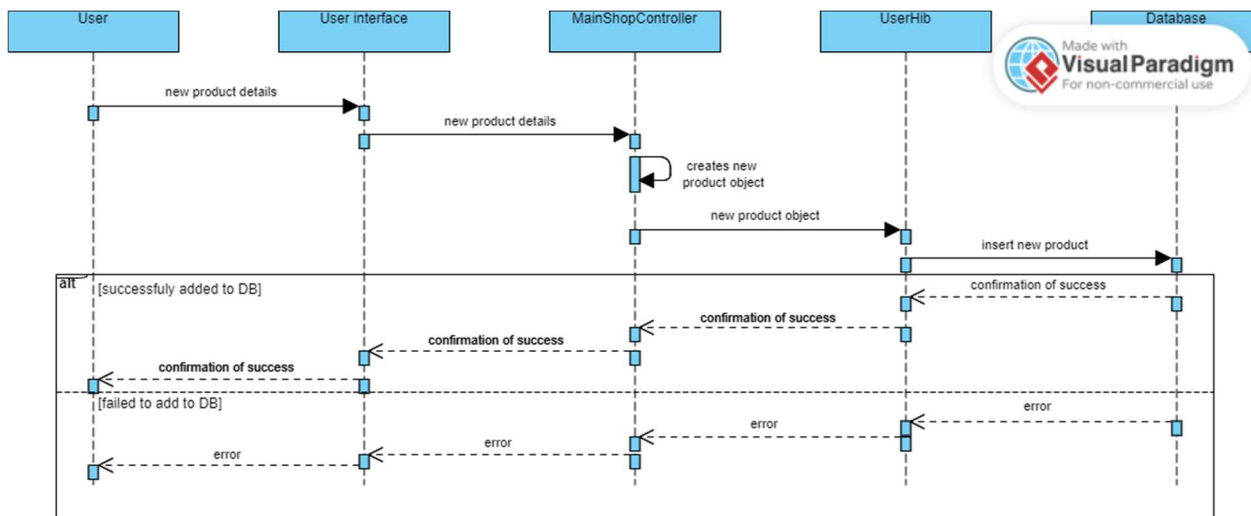 User
User interface
MainShopController
UserHib
Database
Made with
VisualParadigm
For non-commercial use
new product details
new product details
creates new
product object
new product object
insert new product
alt
[successfuly added to DB]
confirmation of success
confirmation of success
confirmation of success
confirmation of success
[failed to add to DB]
error
error
error
error